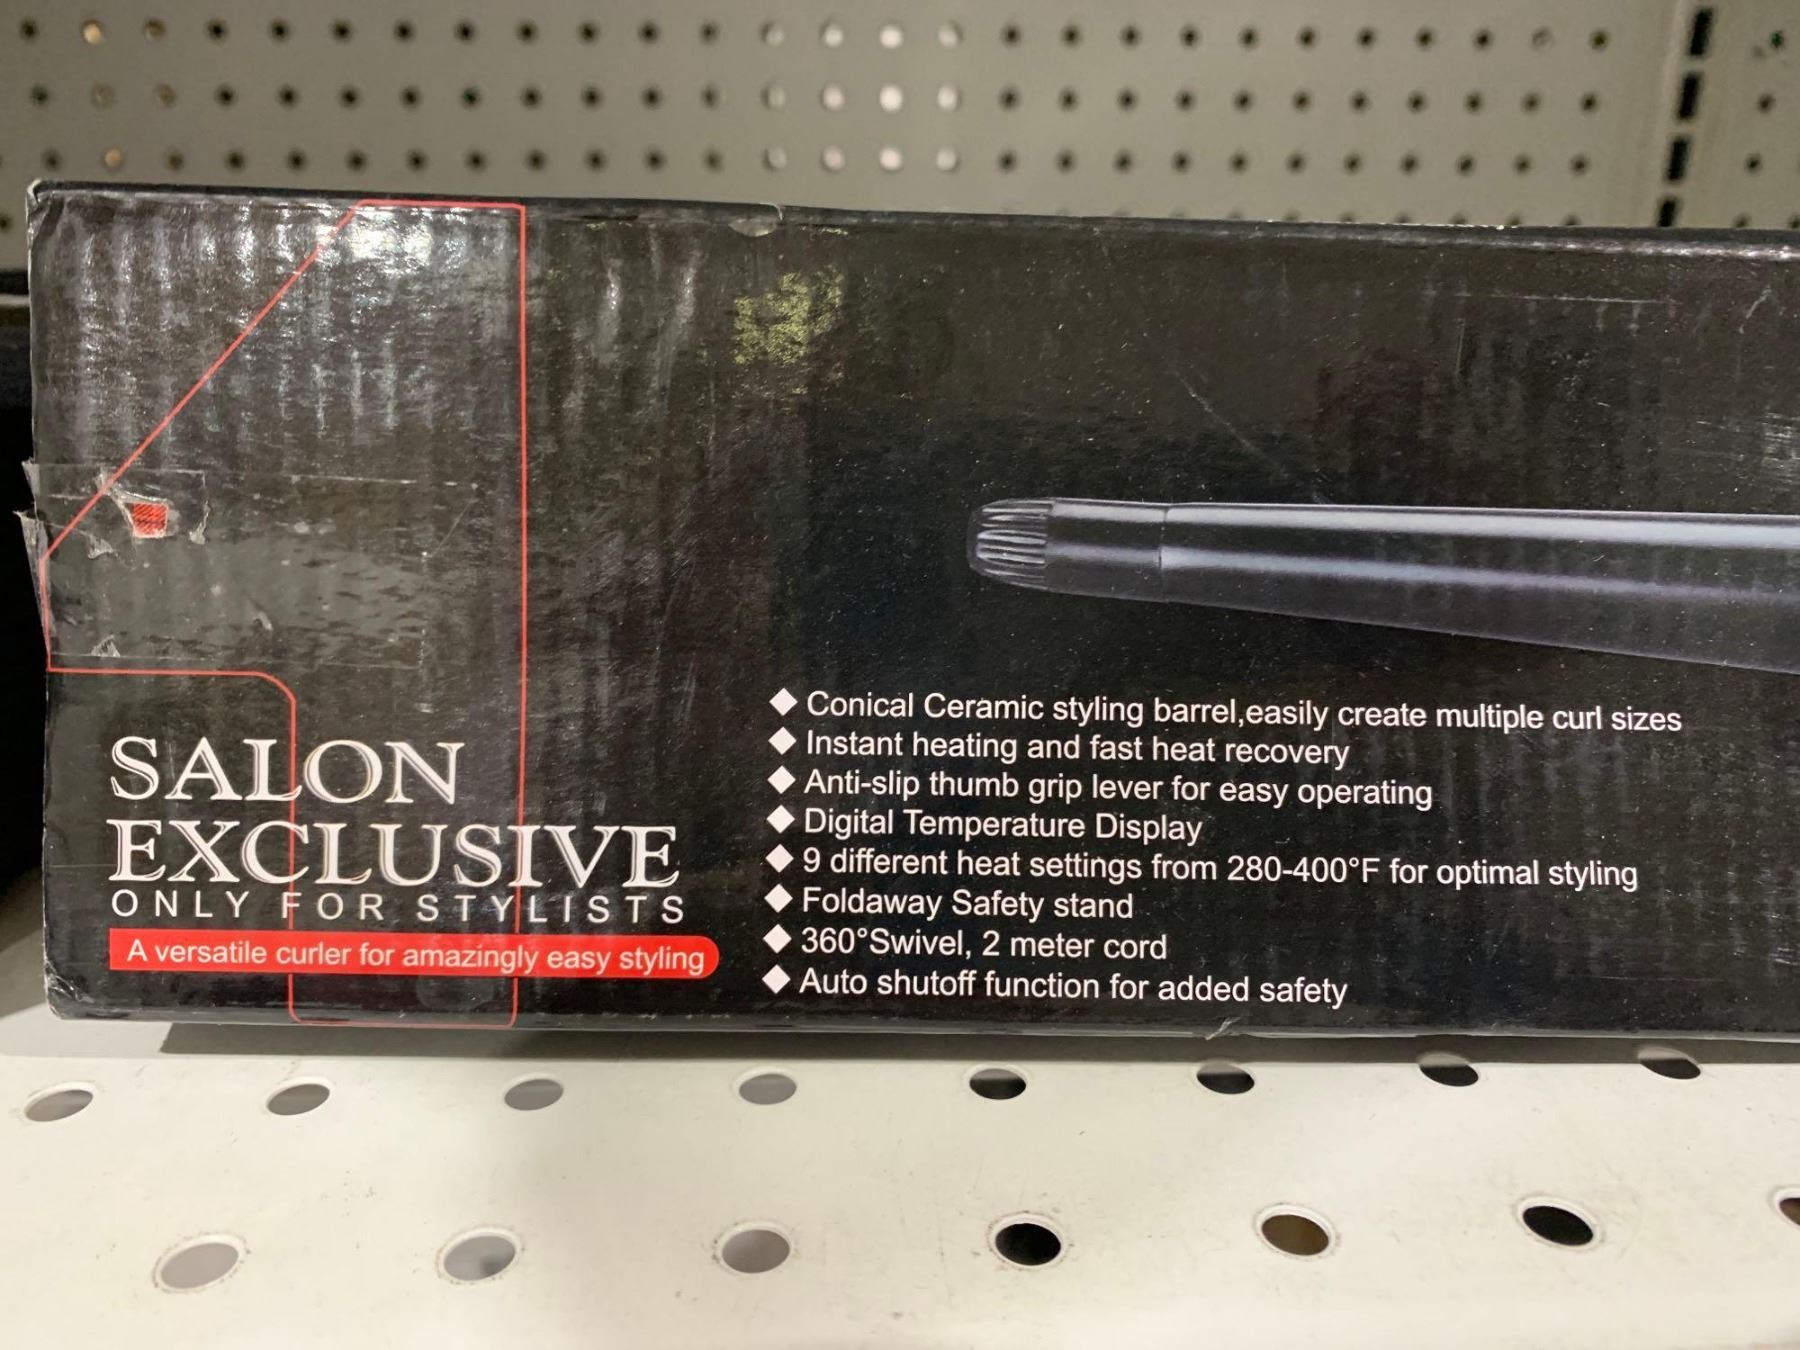 SALON
EXCLUSIVE
ONLY FOR STYLISTS
A versatile curler for amazingly easy styling
◆ Conical Ceramic styling barrel,easily create multiple curl sizes
◆ Instant heating and fast heat recovery
◆ Anti-slip thumb grip lever for easy operating
◆ Digital Temperature Display
◆ 9 different heat settings from 280-400°F for optimal styling
◆ Foldaway Safety stand
◆ 360°Swivel, 2 meter cord
◆ Auto shutoff function for added safety